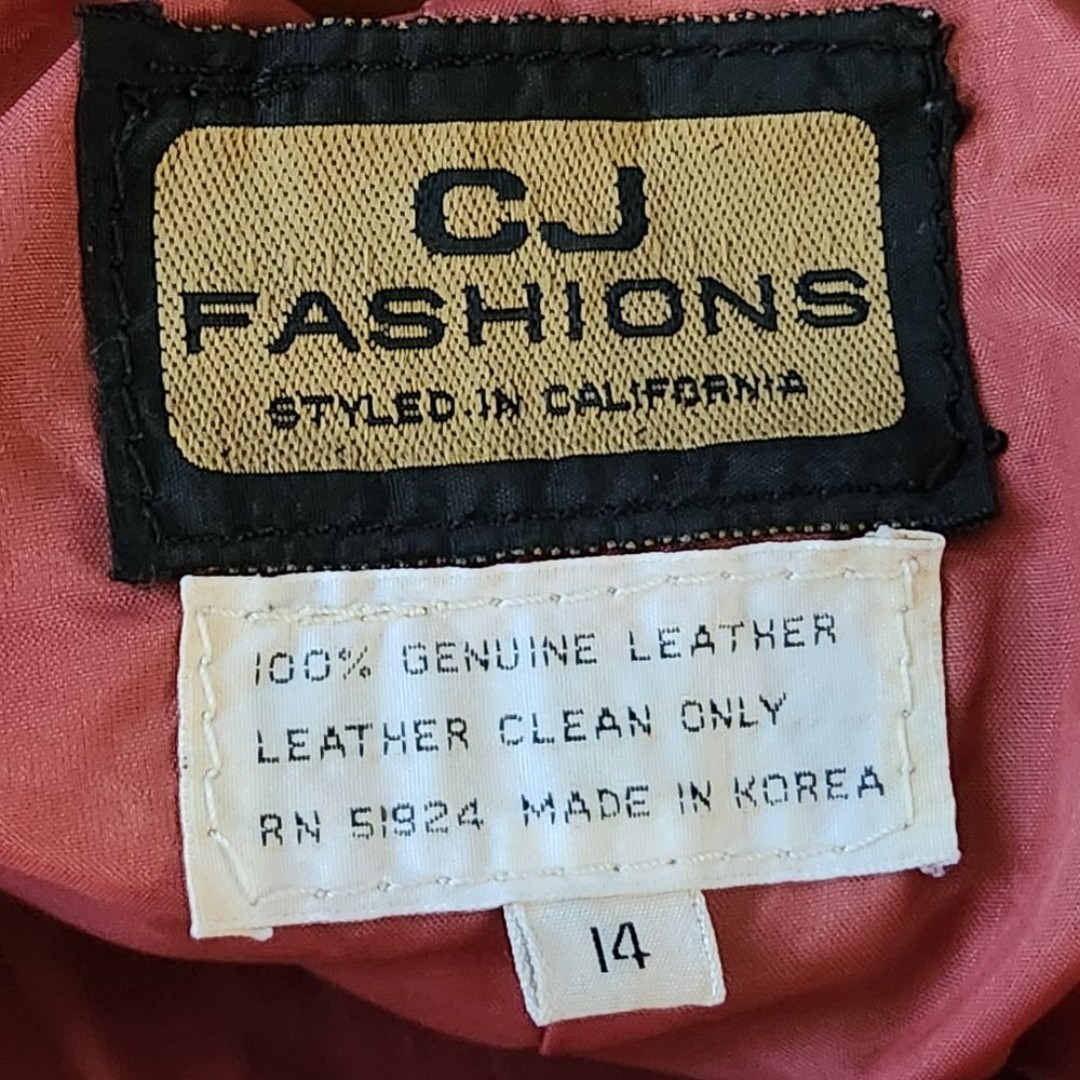 CJ
FASHIONS
STYLED IN CALIFORNIA
100% GENUINE LEATHER
LEATHER CLEAN ONLY
RN 51924 MADE IN KOREA
14